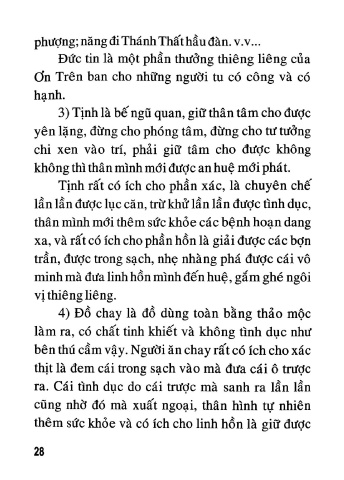 phượng; năng đi Thánh Thất hầu đàn. v.v...
Đức tin là một phần thưởng thiêng liêng của
Ơn Trên ban cho những người tu có công và có
hạnh.
3) Tịnh là bế ngũ quan, giữ thân tâm cho được
yên lặng, đừng cho phóng tâm, đừng cho tư tưởng
chi xen vào trí, phải giữ tâm cho được không
không thì thân mình mới được an huệ mới phát.
Tịnh rất có ích cho phần xác, là chuyên chế
lần lần được lục căn, trừ khử lần lần được tình dục,
thân mình mới thêm sức khỏe các bệnh hoạn dang
xa, và rất có ích cho phần hồn là giải được các bợn
trần, được trong sạch, nhẹ nhàng phá được cái vô
minh mà đưa linh hồn mình đến huệ, gấm ghé ngôi
vị thiêng liêng.
4) Đồ chay là đồ dùng toàn bằng thảo mộc
làm ra, có chất tinh khiết và không tình dục như
bên thú cầm vậy. Người ăn chay rất có ích cho xác
thịt là đem cái trong sạch vào mà đưa cái ô trược
ra. Cái tình dục do cái trược mà sanh ra lần lần
cũng nhờ đó mà xuất ngoại, thân hình tự nhiên
thêm sức khỏe và có ích cho linh hồn là giữ được
28